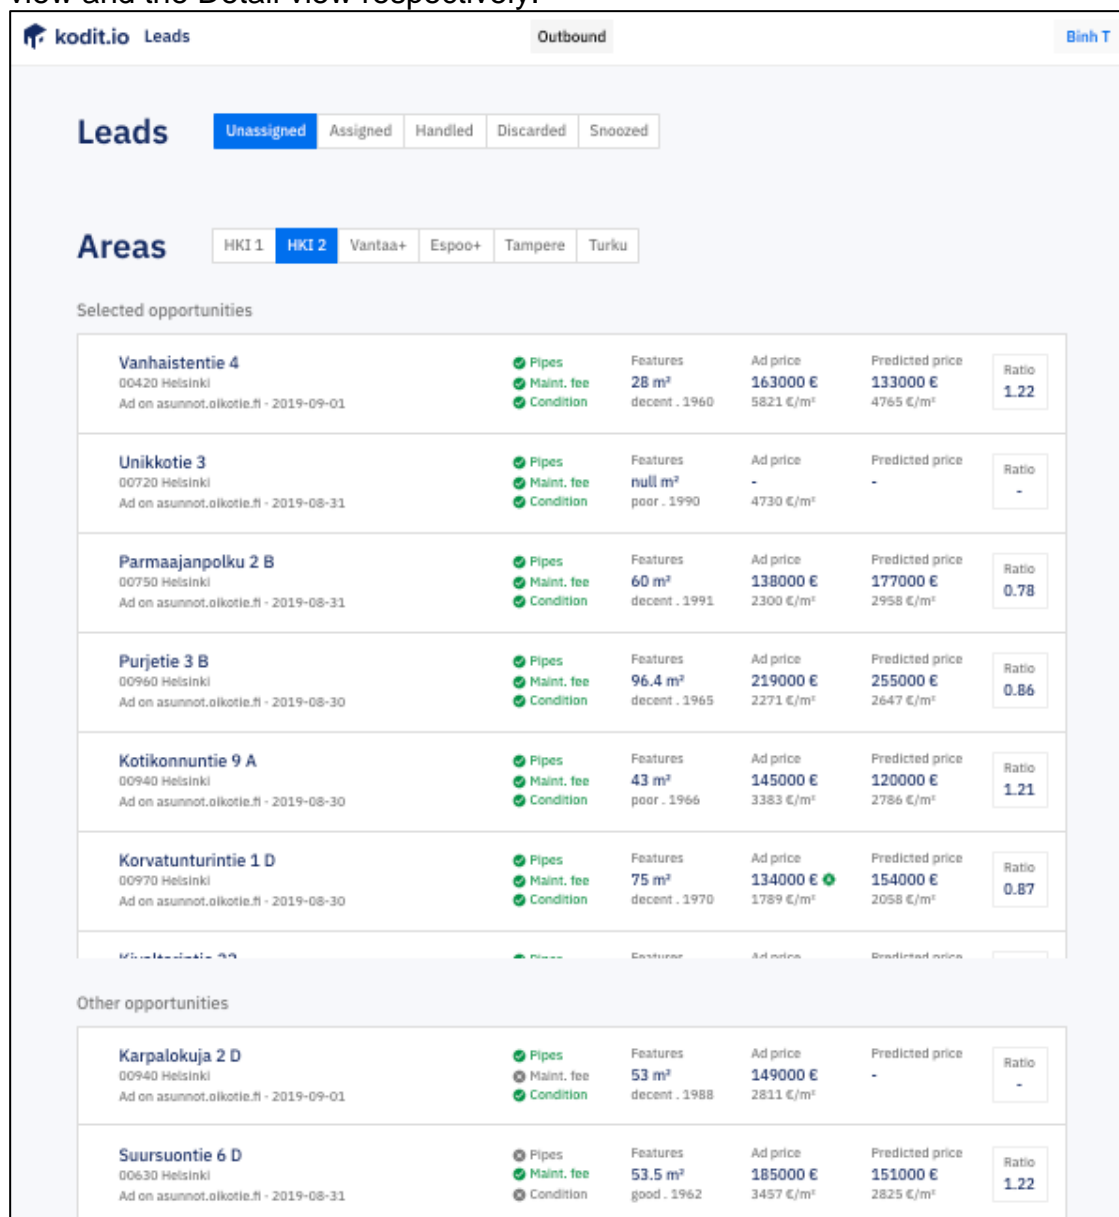 view and the Detail view respectively.
kodit.io Leads Outbound Binh T
Leads Unassigned Assigned Handled Discarded Snoozed
Areas HKI 1 HKI 2 Vantaa+ Espoo+ Tampere Turku
Selected opportunities
Vanhaistentie 4
00420 Helsinki
Ad on asunnot.oikotie.fi - 2019-09-01
Pipes
Maint. fee
Condition
Features
28 m²
decent . 1960
Ad price
163000 €
5821 €/m²
Predicted price
133000 €
4765 €/m²
Ratio
1.22
Unikkotie 3
00720 Helsinki
Ad on asunnot.oikotie.fi - 2019-08-31
Pipes
Maint. fee
Condition
Features
null m²
poor . 1990
Ad price
-
4730 €/m²
Predicted price
-
Ratio
-
Parmaajanpolku 2 B
00750 Helsinki
Ad on asunnot.oikotie.fi - 2019-08-31
Pipes
Maint. fee
Condition
Features
60 m²
decent . 1991
Ad price
138000 €
2300 €/m²
Predicted price
177000 €
2958 €/m²
Ratio
0.78
Purjetie 3 B
00960 Helsinki
Ad on asunnot.oikotie.fi - 2019-08-30
Pipes
Maint. fee
Condition
Features
96.4 m²
decent . 1965
Ad price
219000 €
2271 €/m²
Predicted price
255000 €
2647 €/m²
Ratio
0.86
Kotikonnuntie 9 A
00940 Helsinki
Ad on asunnot.oikotie.fi - 2019-08-30
Pipes
Maint. fee
Condition
Features
43 m²
poor . 1966
Ad price
145000 €
3383 €/m²
Predicted price
120000 €
2786 €/m²
Ratio
1.21
Korvatunturintie 1 D
00970 Helsinki
Ad on asunnot.oikotie.fi - 2019-08-30
Pipes
Maint. fee
Condition
Features
75 m²
decent . 1970
Ad price
134000 €
1789 €/m²
Predicted price
154000 €
2058 €/m²
Ratio
0.87
Pipes
Features
Ad price
Predicted price
Other opportunities
Karpalokuja 2 D
00940 Helsinki
Ad on asunnot.oikotie.fi - 2019-09-01
Pipes
Maint. fee
Condition
Features
53 m²
decent . 1988
Ad price
149000 €
2811 €/m²
Predicted price
-
Ratio
-
Suursuontie 6 D
00630 Helsinki
Ad on asunnot.oikotie.fi - 2019-08-31
Pipes
Maint. fee
Condition
Features
53.5 m²
good . 1962
Ad price
185000 €
3457 €/m²
Predicted price
151000 €
2825 €/m²
Ratio
1.22